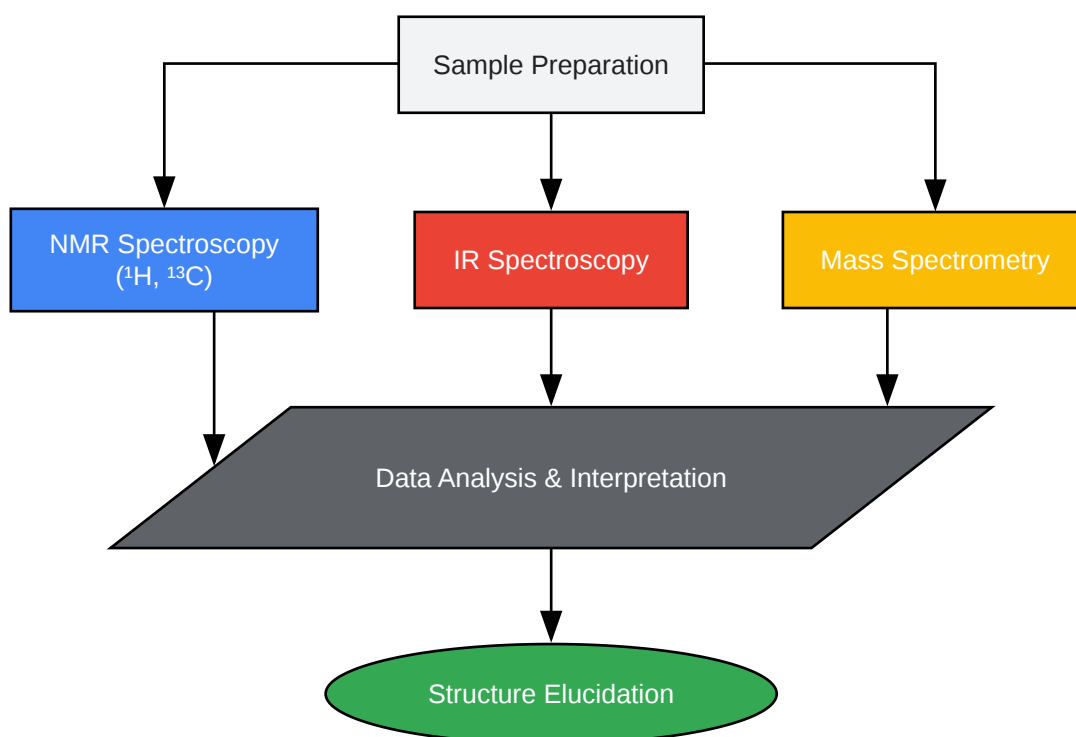 Sample Preparation
NMR Spectroscopy
(¹H, ¹³C)
IR Spectroscopy
Mass Spectrometry
Data Analysis & Interpretation
Structure Elucidation